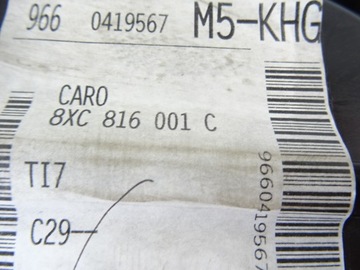 966 0419567 M5-KHG
CARO
8XC 816 001 C
TI7
C29—
9660419567